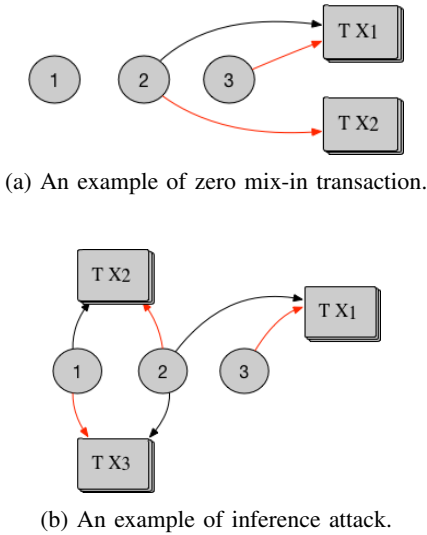 T X1
1 2 3
T X2
(a) An example of zero mix-in transaction.
T X2
T X1
1 2 3
T X3
(b) An example of inference attack.